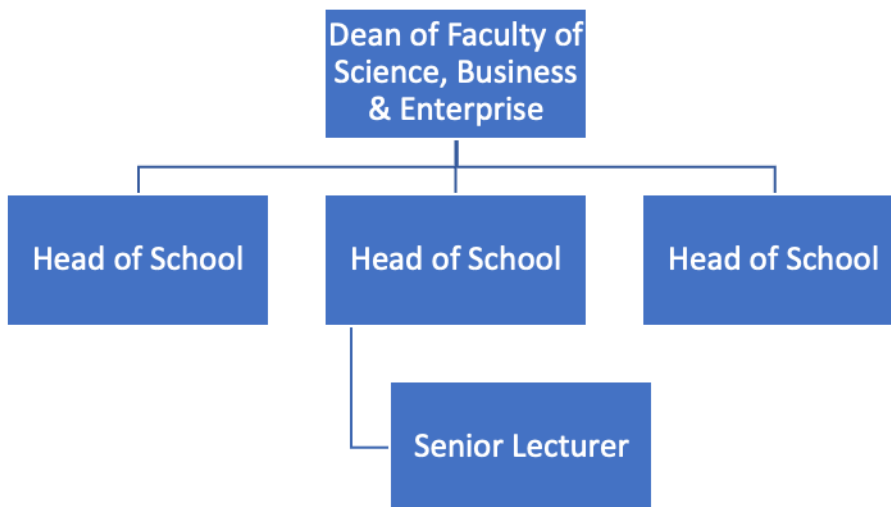 Dean of Faculty of
Science, Business
& Enterprise
Head of School
Head of School
Head of School
Senior Lecturer